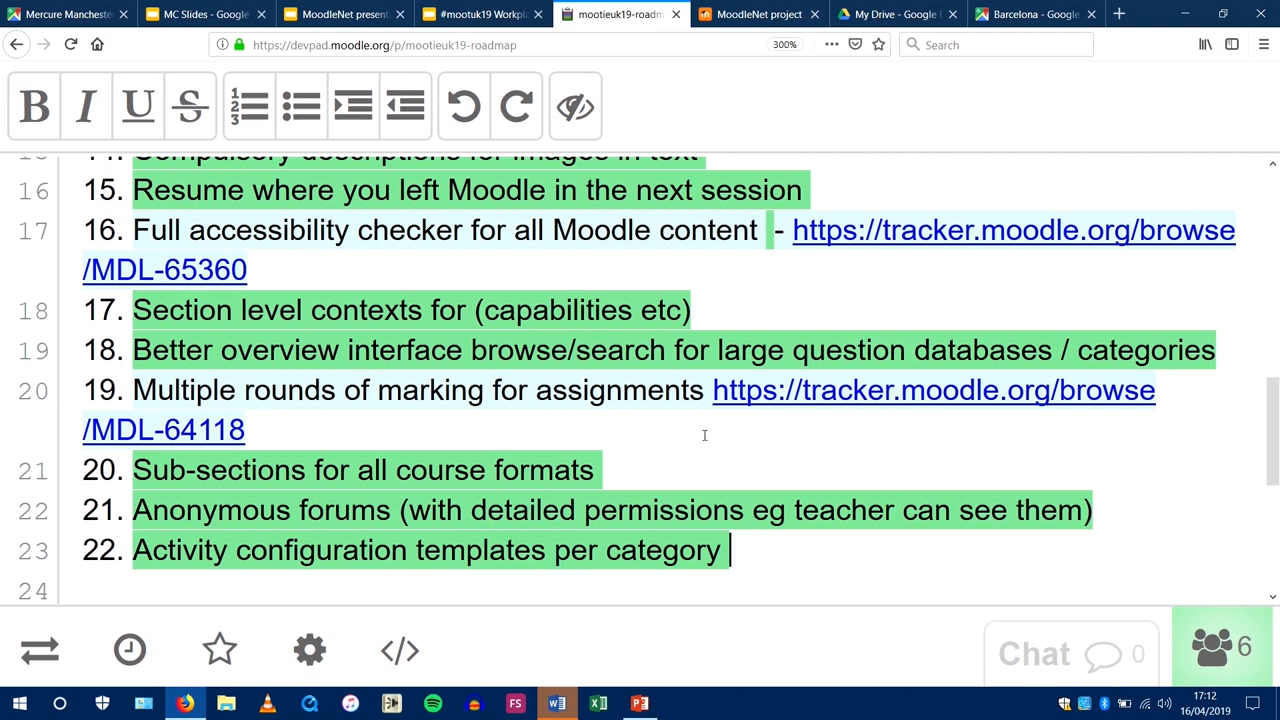 Mercure Manchester
MC Slides - Google
MoodleNet present
#mootuk19 Workpl
mootieuk19-roadm
MoodleNet project
My Drive - Google D
Barcelona - Google
https://devpad.moodle.org/p/mootieuk19-roadmap
300%
Search
B I U S
16 15. Resume where you left Moodle in the next session
17 16. Full accessibility checker for all Moodle content - https://tracker.moodle.org/browse
/MDL-65360
18 17. Section level contexts for (capabilities etc)
19 18. Better overview interface browse/search for large question databases / categories
20 19. Multiple rounds of marking for assignments https://tracker.moodle.org/browse
/MDL-64118
21 20. Sub-sections for all course formats
22 21. Anonymous forums (with detailed permissions eg teacher can see them)
23 22. Activity configuration templates per category
24
Chat 0
6
FS
17:12
16/04/2019